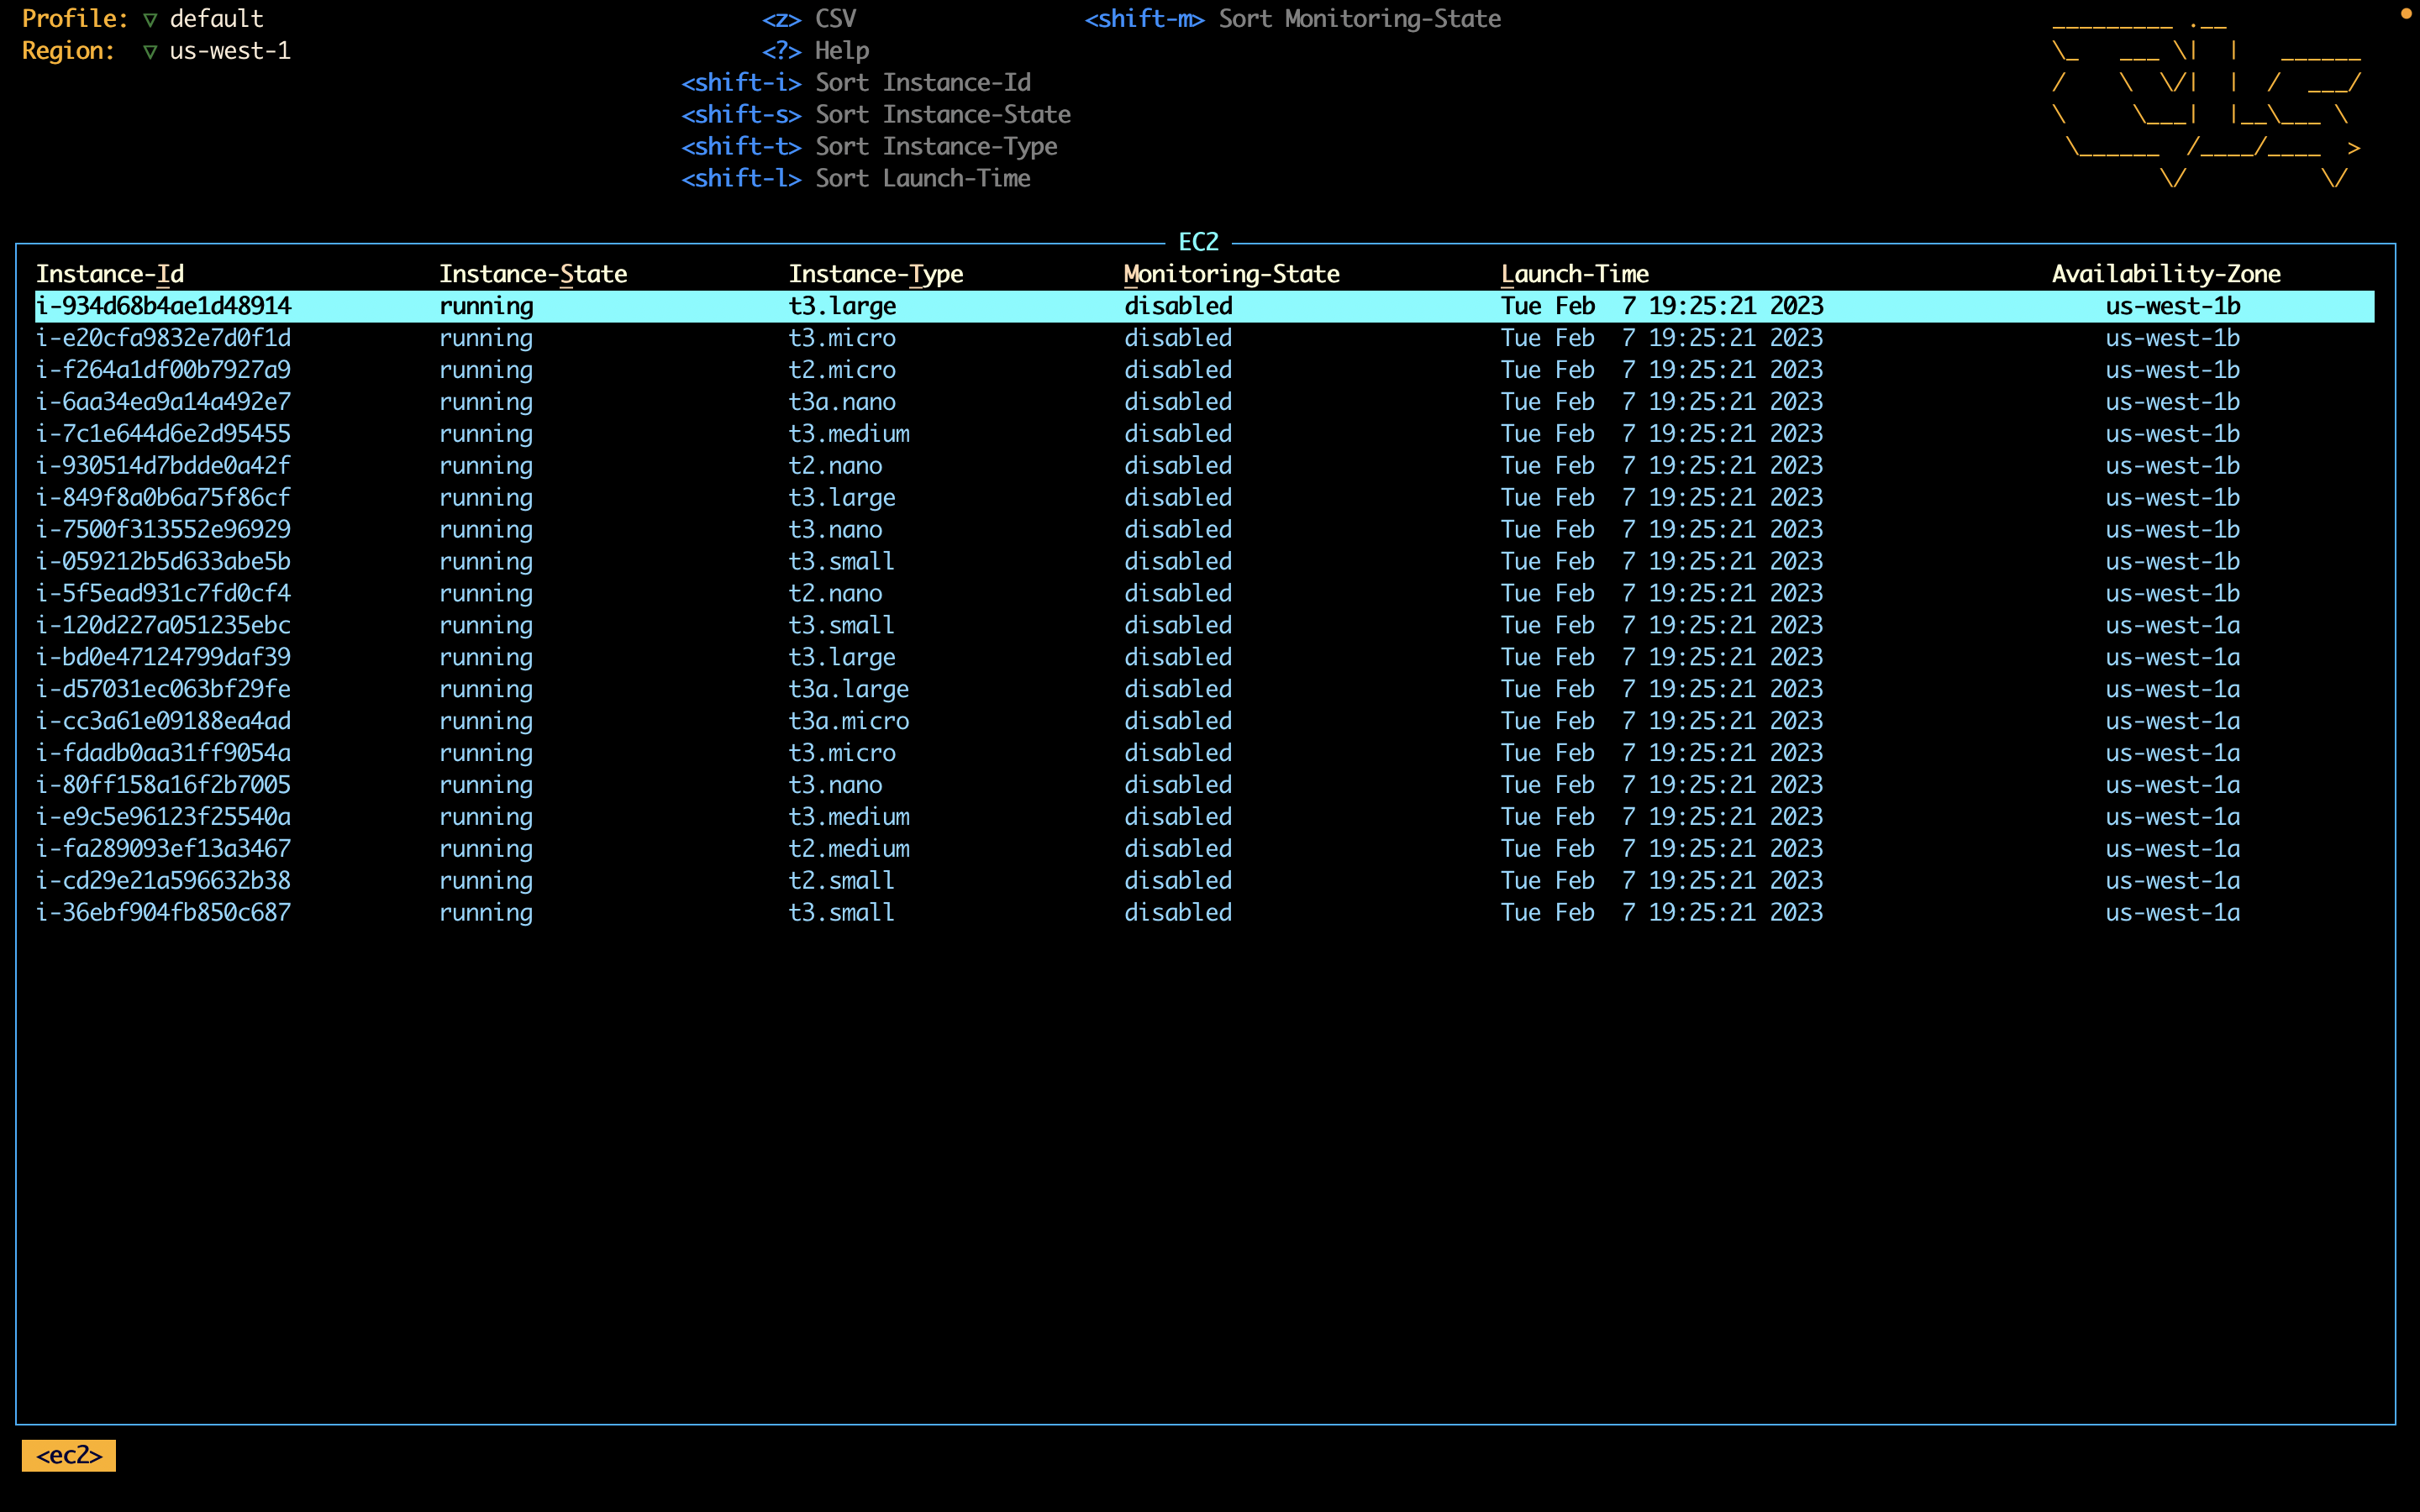 Profile: ▽ default <z> CSV <shift-m> Sort Monitoring-State
Region: ▽ us-west-1 <?> Help
<shift-i> Sort Instance-Id
<shift-s> Sort Instance-State
<shift-t> Sort Instance-Type
<shift-l> Sort Launch-Time
EC2
Instance-Id Instance-State Instance-Type Monitoring-State Launch-Time Availability-Zone
i-934d68b4ae1d48914 running t3.large disabled Tue Feb 7 19:25:21 2023 us-west-1b
i-e20cfa9832e7d0f1d running t3.micro disabled Tue Feb 7 19:25:21 2023 us-west-1b
i-f264a1df00b7927a9 running t2.micro disabled Tue Feb 7 19:25:21 2023 us-west-1b
i-6aa34ea9a14a492e7 running t3a.nano disabled Tue Feb 7 19:25:21 2023 us-west-1b
i-7c1e644d6e2d95455 running t3.medium disabled Tue Feb 7 19:25:21 2023 us-west-1b
i-930514d7bdde0a42f running t2.nano disabled Tue Feb 7 19:25:21 2023 us-west-1b
i-849f8a0b6a75f86cf running t3.large disabled Tue Feb 7 19:25:21 2023 us-west-1b
i-7500f313552e96929 running t3.nano disabled Tue Feb 7 19:25:21 2023 us-west-1b
i-059212b5d633abe5b running t3.small disabled Tue Feb 7 19:25:21 2023 us-west-1b
i-5f5ead931c7fd0cf4 running t2.nano disabled Tue Feb 7 19:25:21 2023 us-west-1b
i-120d227a051235ebc running t3.small disabled Tue Feb 7 19:25:21 2023 us-west-1a
i-bd0e47124799daf39 running t3.large disabled Tue Feb 7 19:25:21 2023 us-west-1a
i-d57031ec063bf29fe running t3a.large disabled Tue Feb 7 19:25:21 2023 us-west-1a
i-cc3a61e09188ea4ad running t3a.micro disabled Tue Feb 7 19:25:21 2023 us-west-1a
i-fdadb0aa31ff9054a running t3.micro disabled Tue Feb 7 19:25:21 2023 us-west-1a
i-80ff158a16f2b7005 running t3.nano disabled Tue Feb 7 19:25:21 2023 us-west-1a
i-e9c5e96123f25540a running t3.medium disabled Tue Feb 7 19:25:21 2023 us-west-1a
i-fa289093ef13a3467 running t2.medium disabled Tue Feb 7 19:25:21 2023 us-west-1a
i-cd29e21a596632b38 running t2.small disabled Tue Feb 7 19:25:21 2023 us-west-1a
i-36ebf904fb850c687 running t3.small disabled Tue Feb 7 19:25:21 2023 us-west-1a
<ec2>